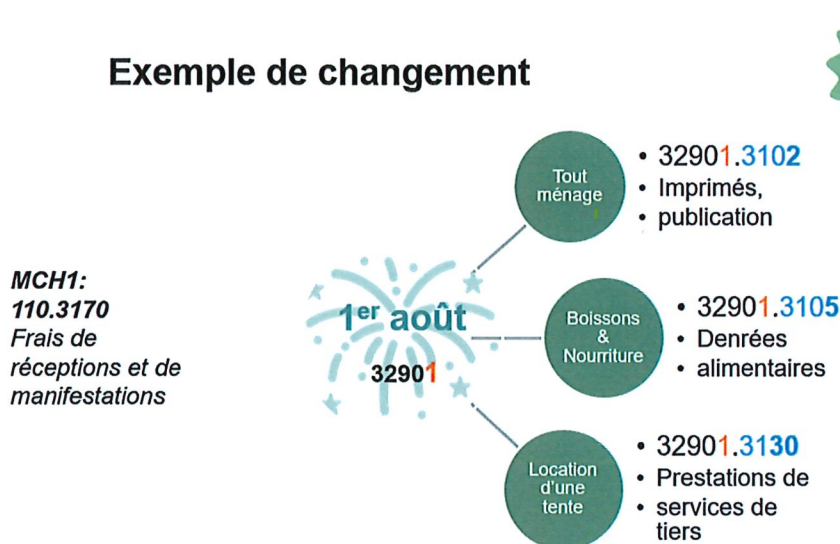 Exemple de changement
MCH1:
110.3170
Frais de
réceptions et de
manifestations
1er août
32901
Tout
ménage
• 32901.3102
• Imprimés,
• publication
Boissons
&
Nourriture
• 32901.3105
• Denrées
• alimentaires
Location
d'une
tente
• 32901.3130
• Prestations de
• services de
tiers